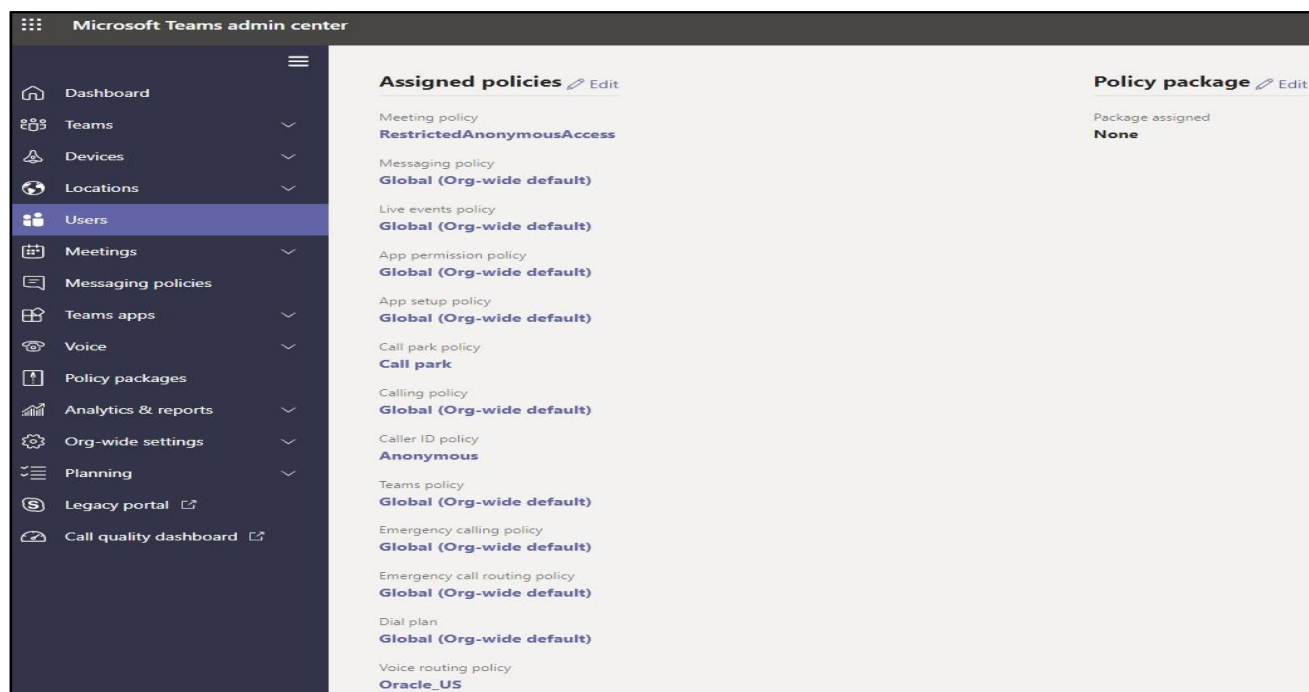 Microsoft Teams admin center
Dashboard
Teams
Devices
Locations
Users
Meetings
Messaging policies
Teams apps
Voice
Policy packages
Analytics & reports
Org-wide settings
Planning
Legacy portal
Call quality dashboard
Assigned policies Edit
Meeting policy
RestrictedAnonymousAccess
Messaging policy
Global (Org-wide default)
Live events policy
Global (Org-wide default)
App permission policy
Global (Org-wide default)
App setup policy
Global (Org-wide default)
Call park policy
Call park
Calling policy
Global (Org-wide default)
Caller ID policy
Anonymous
Teams policy
Global (Org-wide default)
Emergency calling policy
Global (Org-wide default)
Emergency call routing policy
Global (Org-wide default)
Dial plan
Global (Org-wide default)
Voice routing policy
Oracle_US
Policy package Edit
Package assigned
None